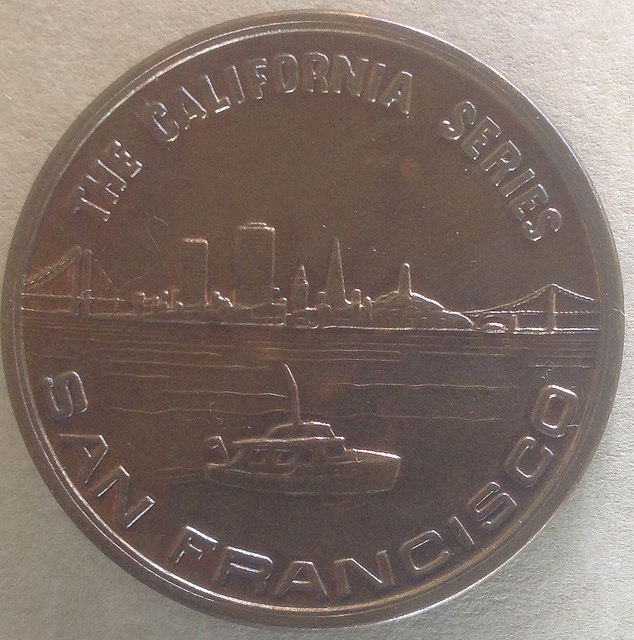 THE CALIFORNIA SERIES
SAN FRANCISCO